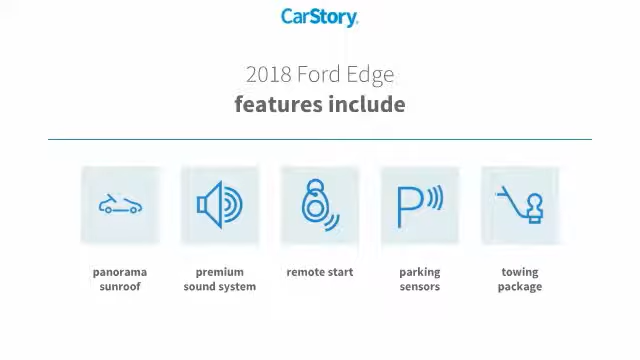 CarStory
2018 Ford Edge
features include
panorama
sunroof
premium
sound system
remote start
P
parking
sensors
towing
package